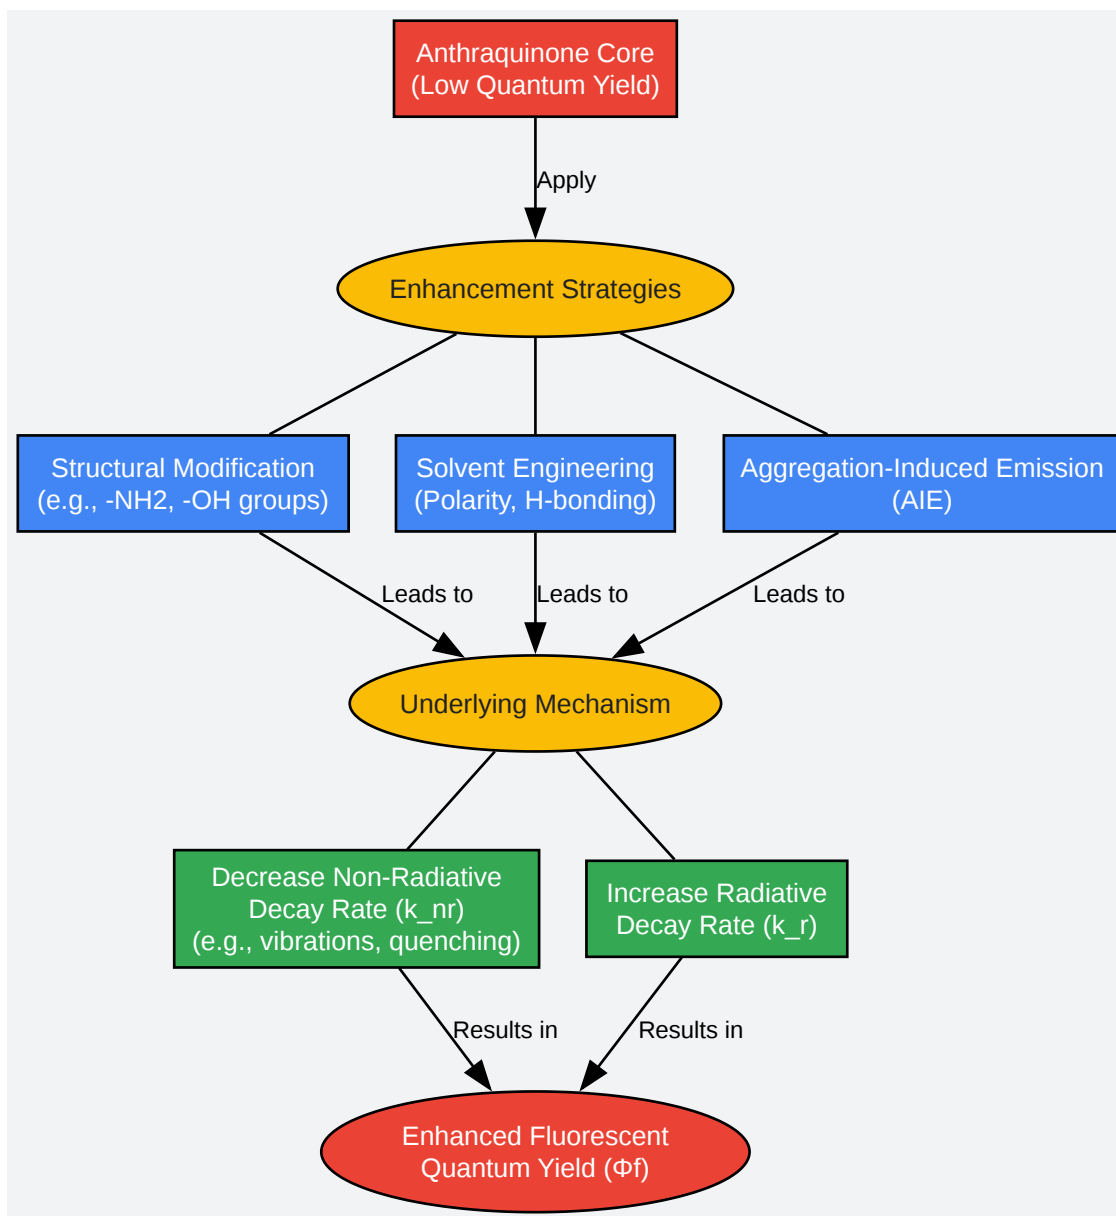 Anthraquinone Core
(Low Quantum Yield)
Apply
Enhancement Strategies
Structural Modification
(e.g., -NH2, -OH groups)
Solvent Engineering
(Polarity, H-bonding)
Aggregation-Induced Emission
(AIE)
Leads to
Leads to
Leads to
Underlying Mechanism
Decrease Non-Radiative
Decay Rate (k_nr)
(e.g., vibrations, quenching)
Increase Radiative
Decay Rate (k_r)
Results in
Results in
Enhanced Fluorescent
Quantum Yield (Φf)